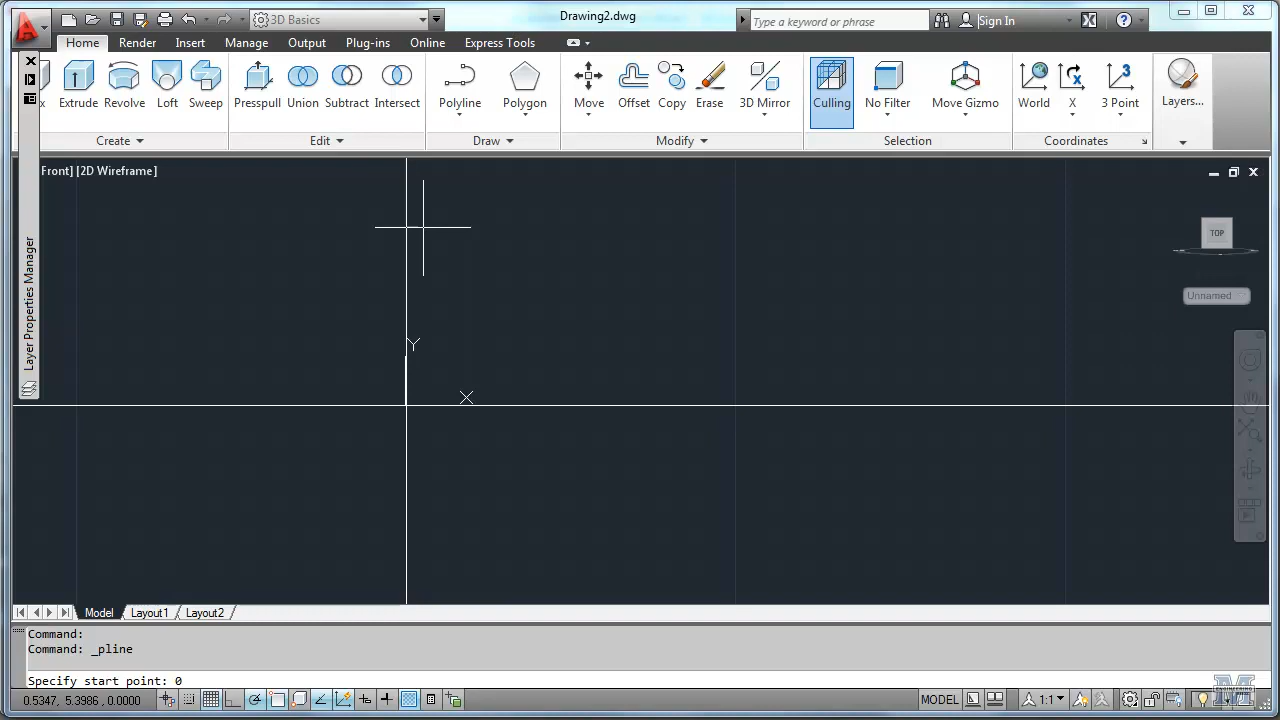 Drawing2.dwg
3D Basics
Type a keyword or phrase
Sign In
Home Render Insert Manage Output Plug-ins Online Express Tools
x Extrude Revolve Loft Sweep Presspull Union Subtract Intersect Polyline Polygon Move Offset Copy Erase 3D Mirror Culling No Filter Move Gizmo World X 3 Point Layers...
Create Edit Draw Modify Selection Coordinates
Front] [2D Wireframe]
TOP
Unnamed
Layer Properties Manager
Y
X
Model Layout1 Layout2
Command:
Command: _pline
Specify start point: 0
0.5347, 5.3986, 0.0000
MODEL
1:1